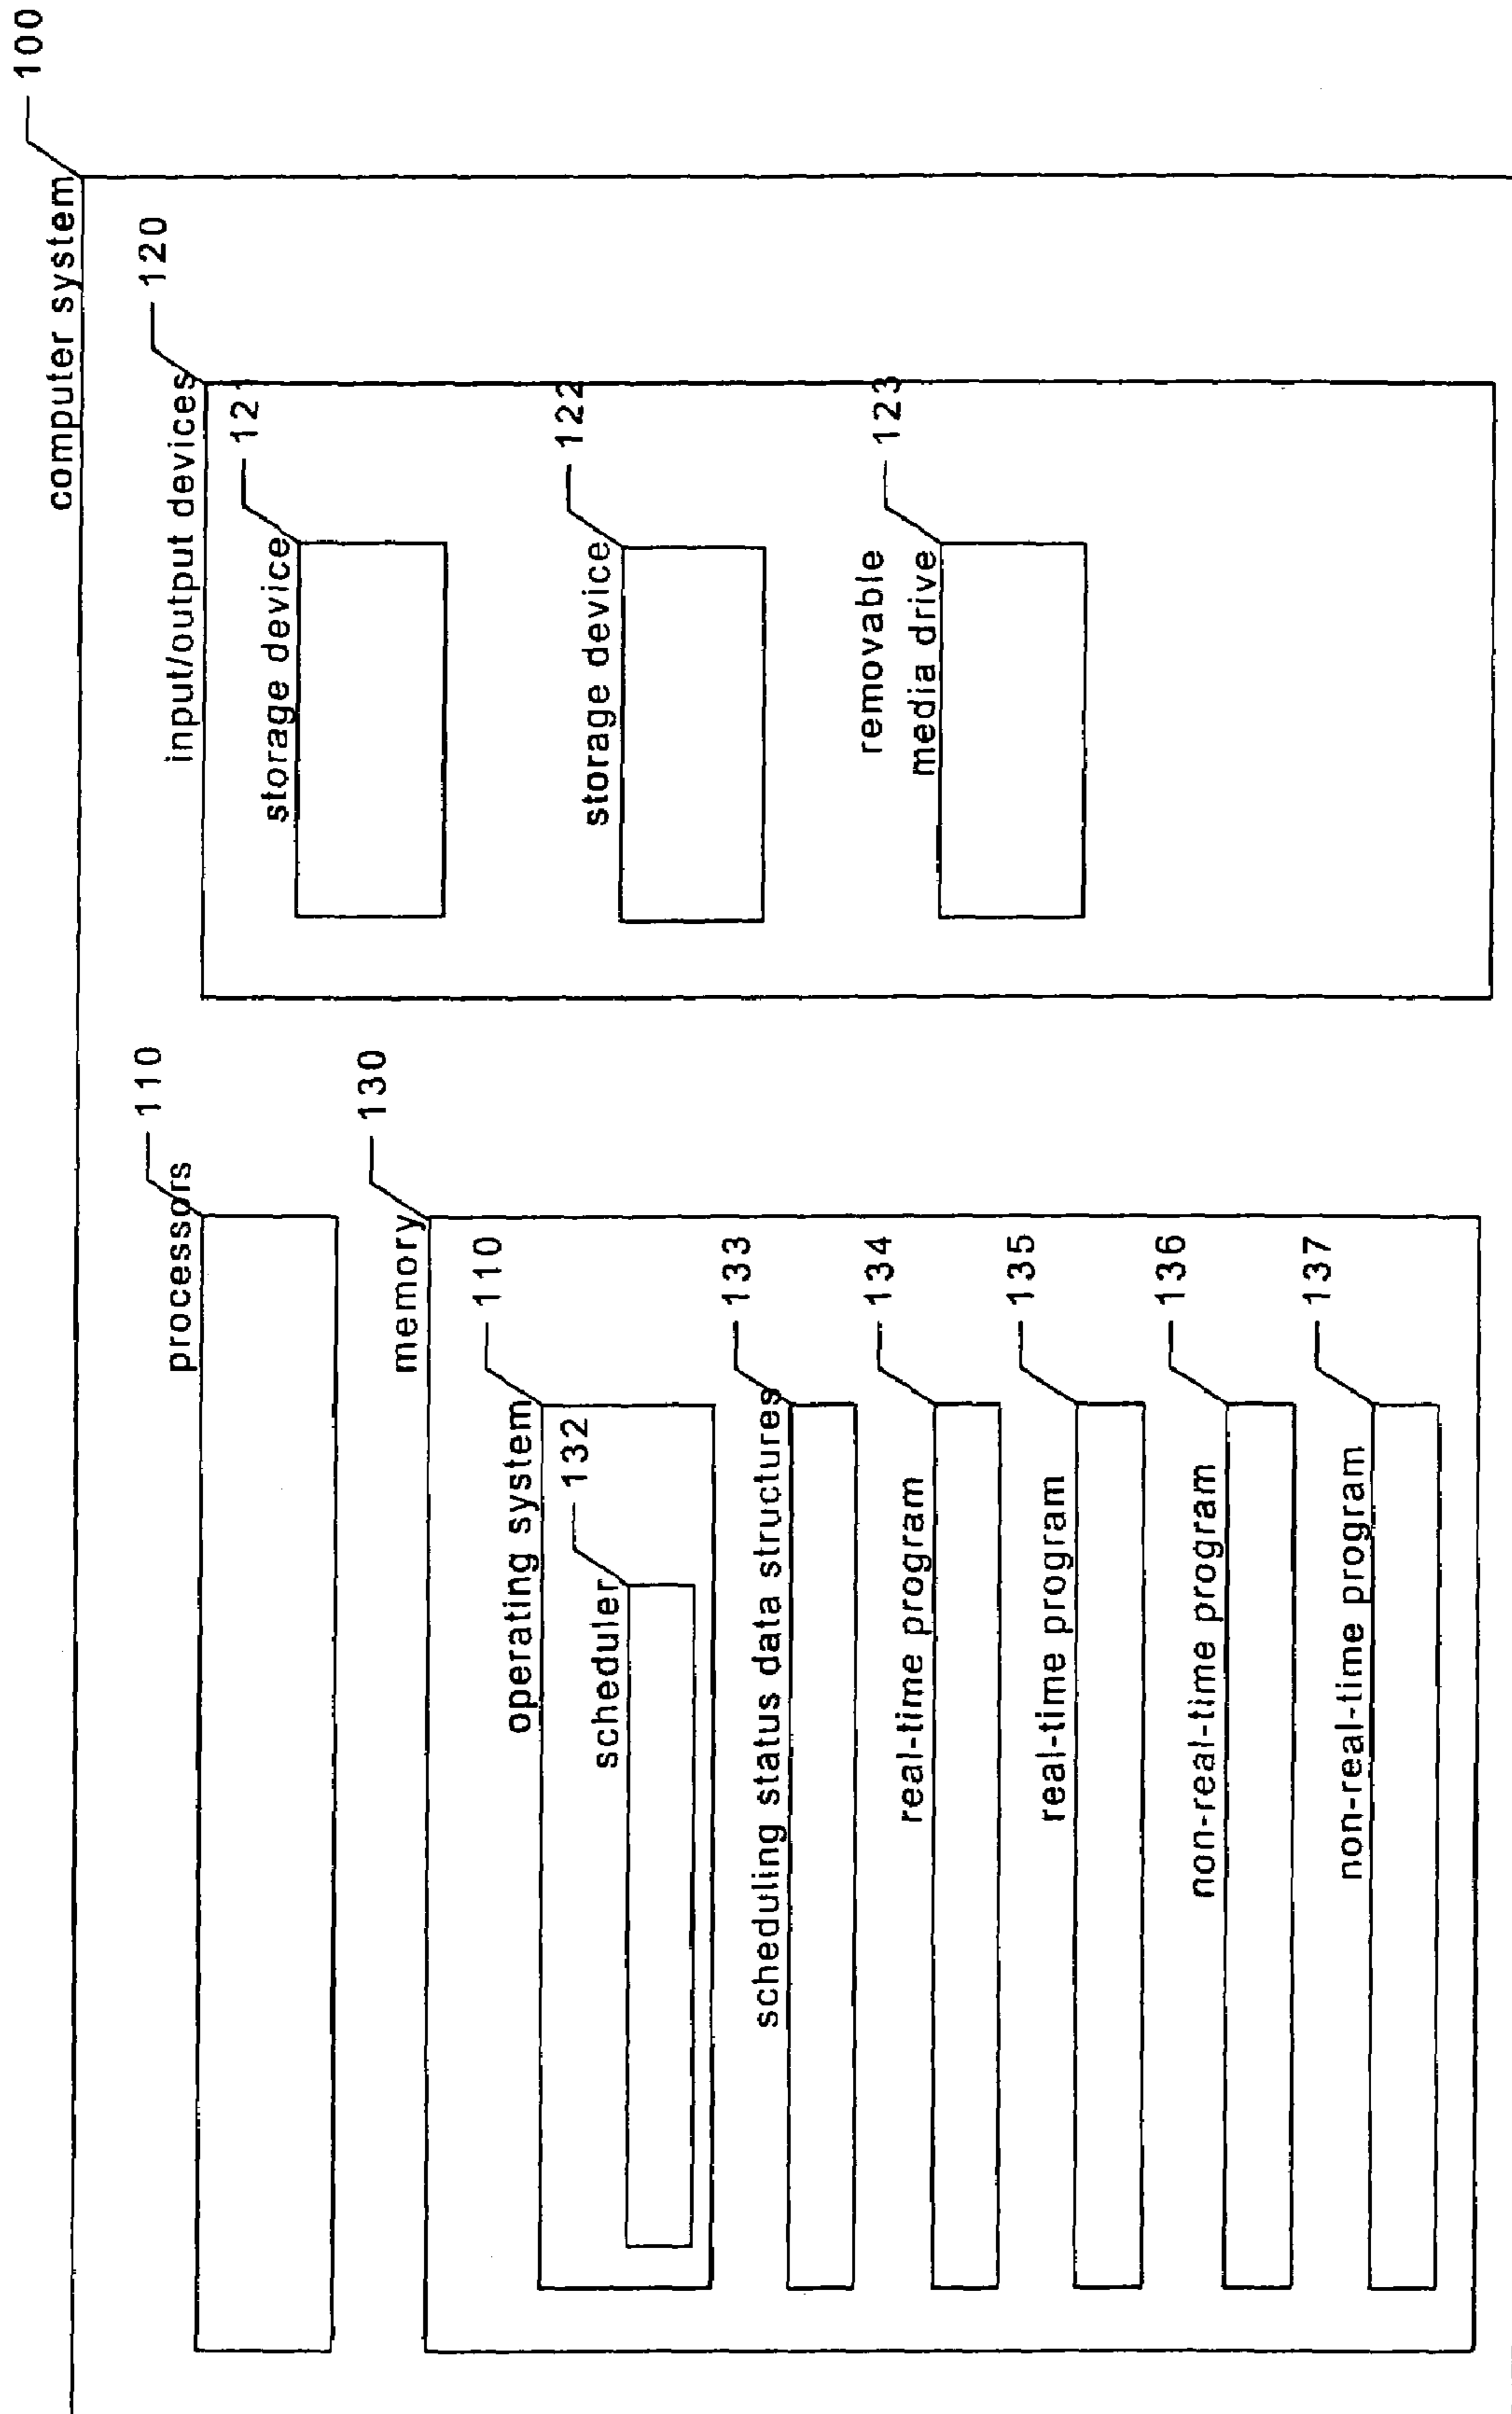 100
computer system
processors
110
input/output devices
120
storage device
12
storage device
122
removable
media drive
123
memory
130
operating system
110
scheduler
132
scheduling status data structures
133
real-time program
134
real-time program
135
non-real-time program
136
non-real-time program
137